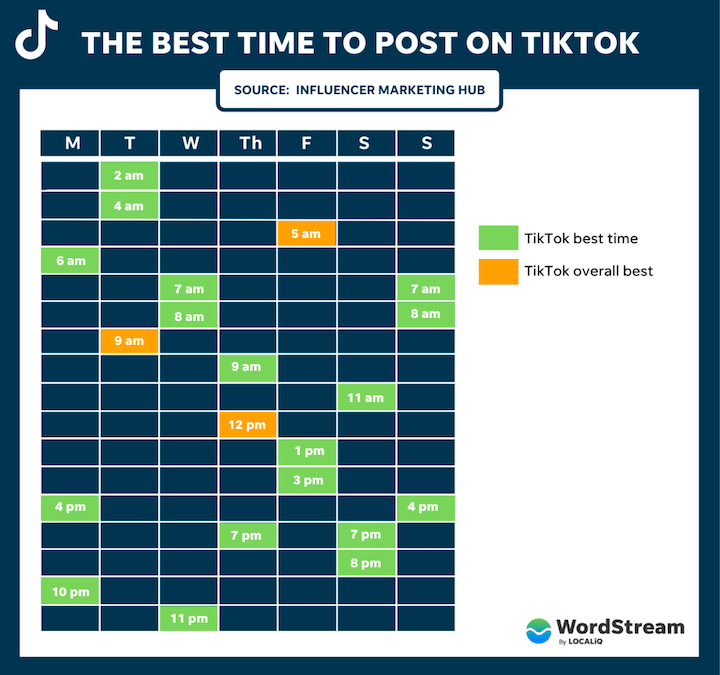 THE BEST TIME TO POST ON TIKTOK
SOURCE: INFLUENCER MARKETING HUB
M T W Th F S S
2 am
4 am
5 am
6 am
7 am 7 am
8 am 8 am
9 am
9 am
11 am
12 pm
1 pm
3 pm
4 pm 4 pm
7 pm 7 pm
8 pm
10 pm
11 pm
TikTok best time
TikTok overall best
WordStream
By LOCALiQ